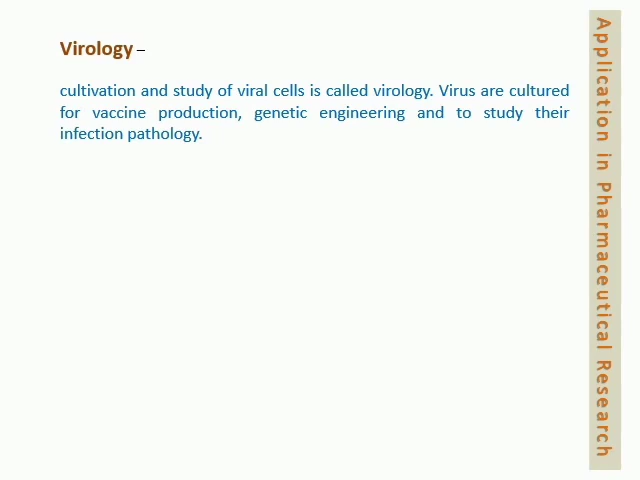 Virology –
cultivation and study of viral cells is called virology. Virus are cultured
for vaccine production, genetic engineering and to study their
infection pathology.
Application in Pharmaceutical Research